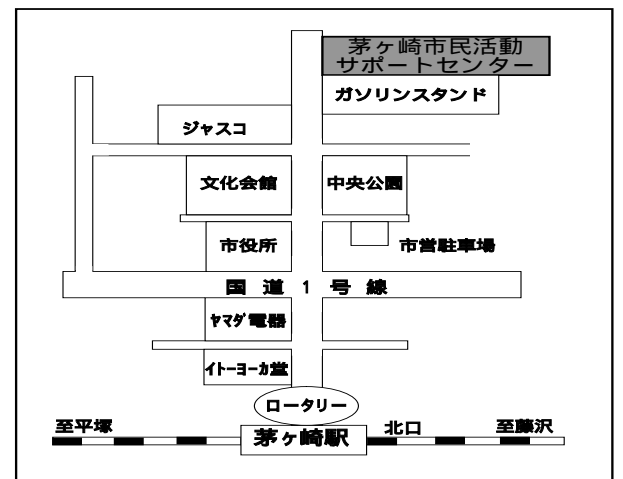 茅ヶ崎市民活動
サポートセンター
ガソリンスタンド
ジャスコ
文化会館
中央公園
市役所
市営駐車場
国道1号線
ﾔﾏﾀﾞ電器
ｲﾄｰﾖｰｶ堂
ロータリー
至平塚
茅ヶ崎駅
北口
至藤沢